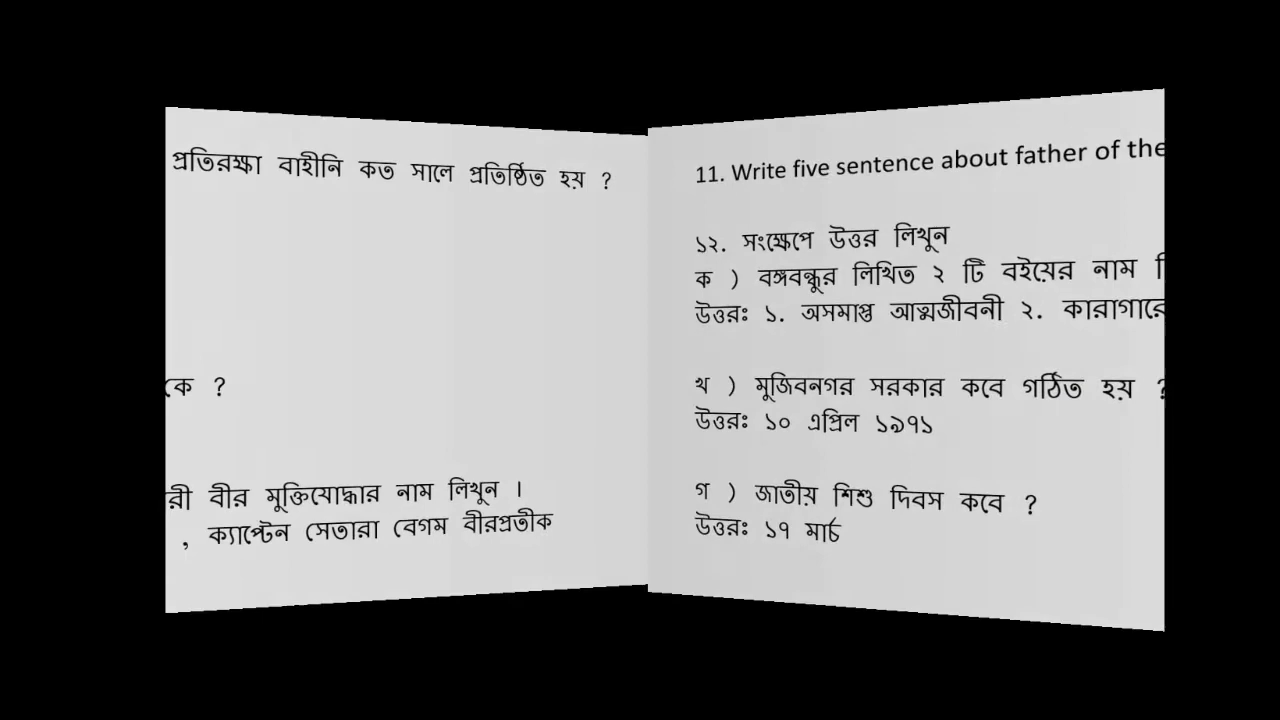 প্রতিরক্ষা বাহীনি কত সালে প্রতিষ্ঠিত হয় ?
কে ?
রী বীর মুক্তিযোদ্ধার নাম লিখুন ।
, ক্যাপ্টেন সেতারা বেগম বীরপ্রতীক
11. Write five sentence about father of the
১২. সংক্ষেপে উত্তর লিখুন
ক ) বঙ্গবন্ধুর লিখিত ২ টি বইয়ের নাম
উত্তরঃ ১. অসমাপ্ত আত্মজীবনী ২. কারাগারে
খ ) মুজিবনগর সরকার কবে গঠিত হয় ?
উত্তরঃ ১০ এপ্রিল ১৯৭১
গ ) জাতীয় শিশু দিবস কবে ?
উত্তরঃ ১৭ মার্চ